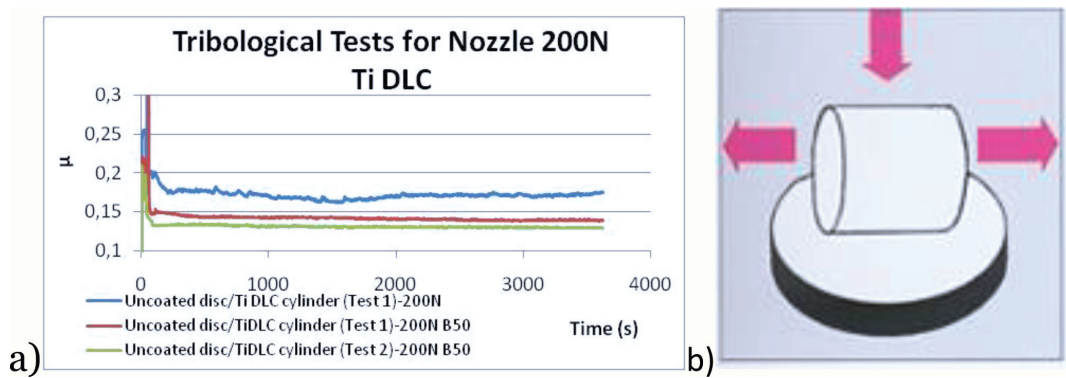 Tribological Tests for Nozzle 200N
Ti DLC
0,3
0,25
0,2
0,15
0,1
µ
0 1000 2000 3000 4000
Uncoated disc/Ti DLC cylinder (Test 1)-200N
Uncoated disc/TiDLC cylinder (Test 1)-200N B50
Uncoated disc/TiDLC cylinder (Test 2)-200N B50
Time (s)
a)
b)